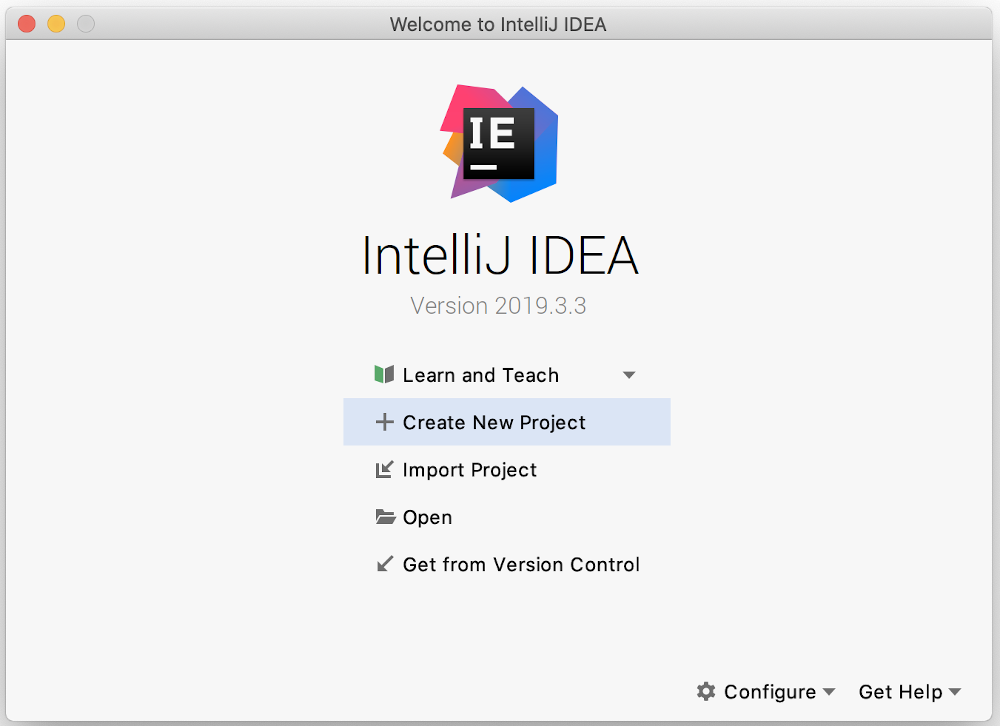 Welcome to IntelliJ IDEA
IE
IntelliJ IDEA
Version 2019.3.3
Learn and Teach
Create New Project
Import Project
Open
Get from Version Control
Configure
Get Help